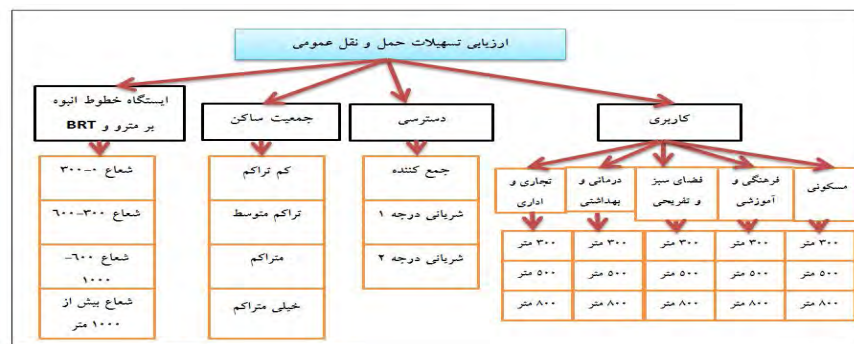 ارزیابی تسهیلات حمل و نقل عمومی
کاربری
دسترسی
جمعیت ساکن
ایستگاه خطوط انبوه
بر مترو و BRT
مسکونی
فرهنگی و
آموزشی
فضای سبز
و تفریحی
درمانی و
بهداشتی
تجاری و
اداری
۳۰۰ متر
۵۰۰ متر
۸۰۰ متر
۳۰۰ متر
۵۰۰ متر
۸۰۰ متر
۳۰۰ متر
۵۰۰ متر
۸۰۰ متر
۳۰۰ متر
۵۰۰ متر
۸۰۰ متر
۳۰۰ متر
۵۰۰ متر
۸۰۰ متر
جمع کننده
شریانی درجه ۱
شریانی درجه ۲
کم تراکم
تراکم متوسط
متراکم
خیلی متراکم
شعاع ۰-۳۰۰
شعاع ۳۰۰-۶۰۰
شعاع ۶۰۰-
۱۰۰۰
شعاع بیش از
۱۰۰۰ متر